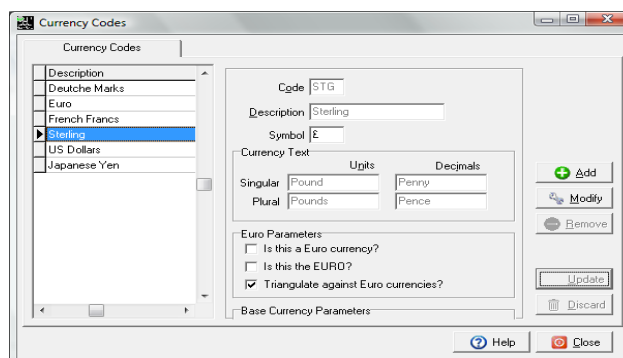 Currency Codes
Currency Codes
Description
Deutche Marks
Euro
French Francs
Sterling
US Dollars
Japanese Yen
Code STG
Description Sterling
Symbol £
Currency Text
Units Decimals
Singular Pound Penny
Plural Pounds Pence
Euro Parameters
Is this a Euro currency?
Is this the EURO?
Triangulate against Euro currencies?
Base Currency Parameters
Add
Modify
Remove
Update
Discard
Help Close